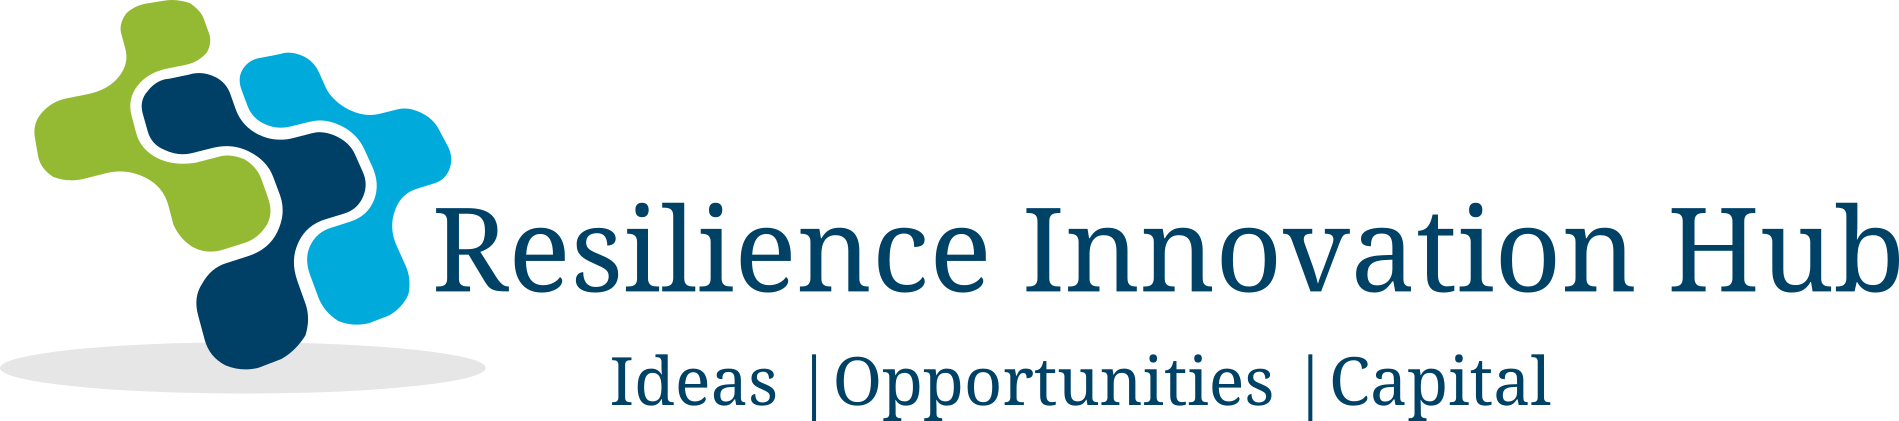 Resilience Innovation Hub
Ideas |Opportunities |Capital